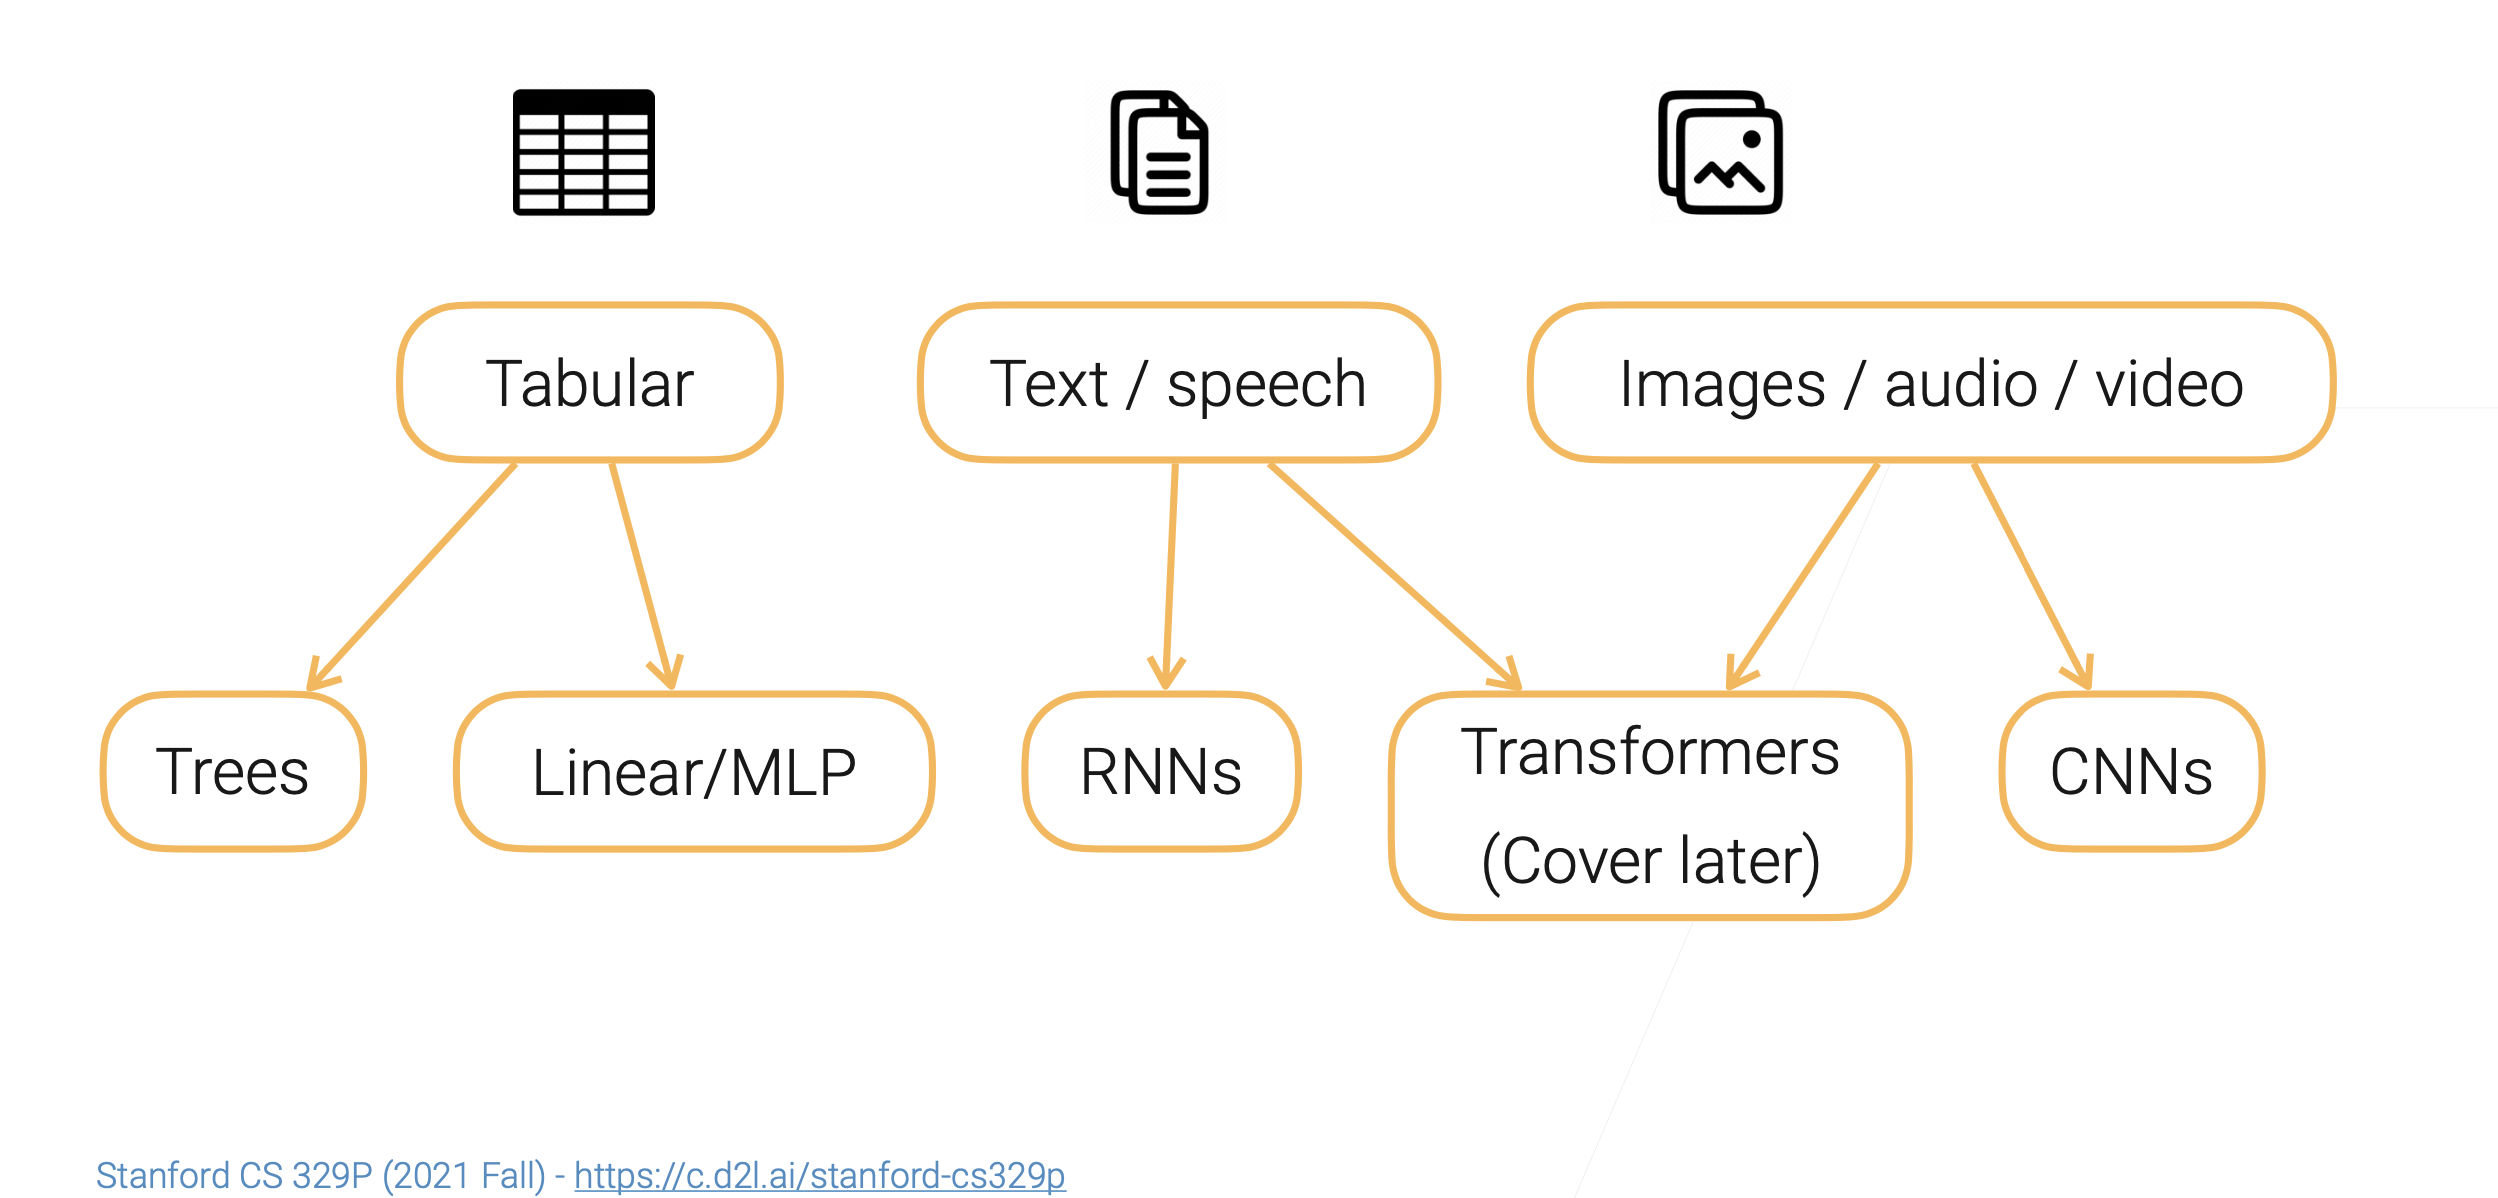 Tabular
Text / speech
Images / audio / video
Trees
Linear/MLP
RNNs
Transformers
(Cover later)
CNNs
Stanford CS 329P (2021 Fall) - https://c.d2l.ai/stanford-cs329p